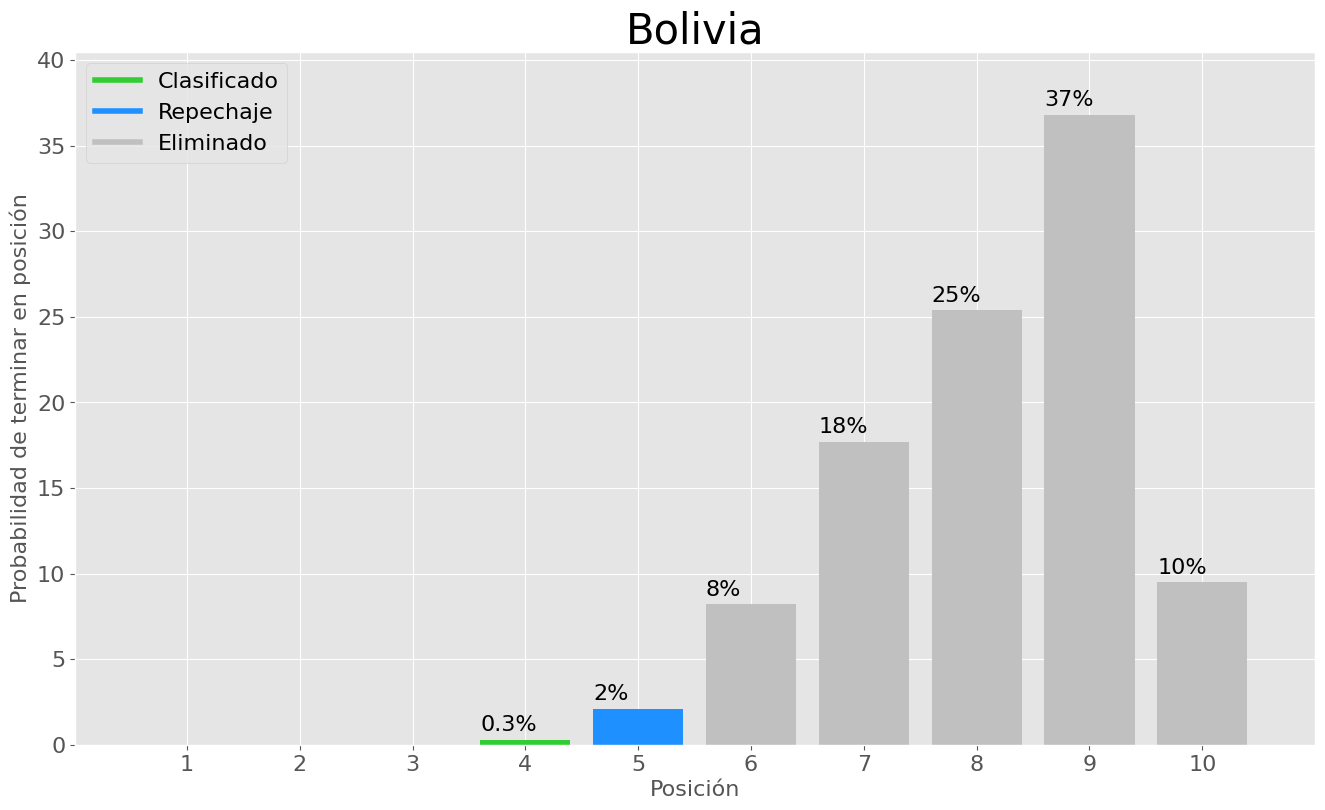 Bolivia
Clasificado
Repechaje
Eliminado
Probabilidad de terminar en posición
40
35
30
25
20
15
10
5
0
0.3%
2%
8%
18%
25%
37%
10%
1 2 3 4 5 6 7 8 9 10
Posición